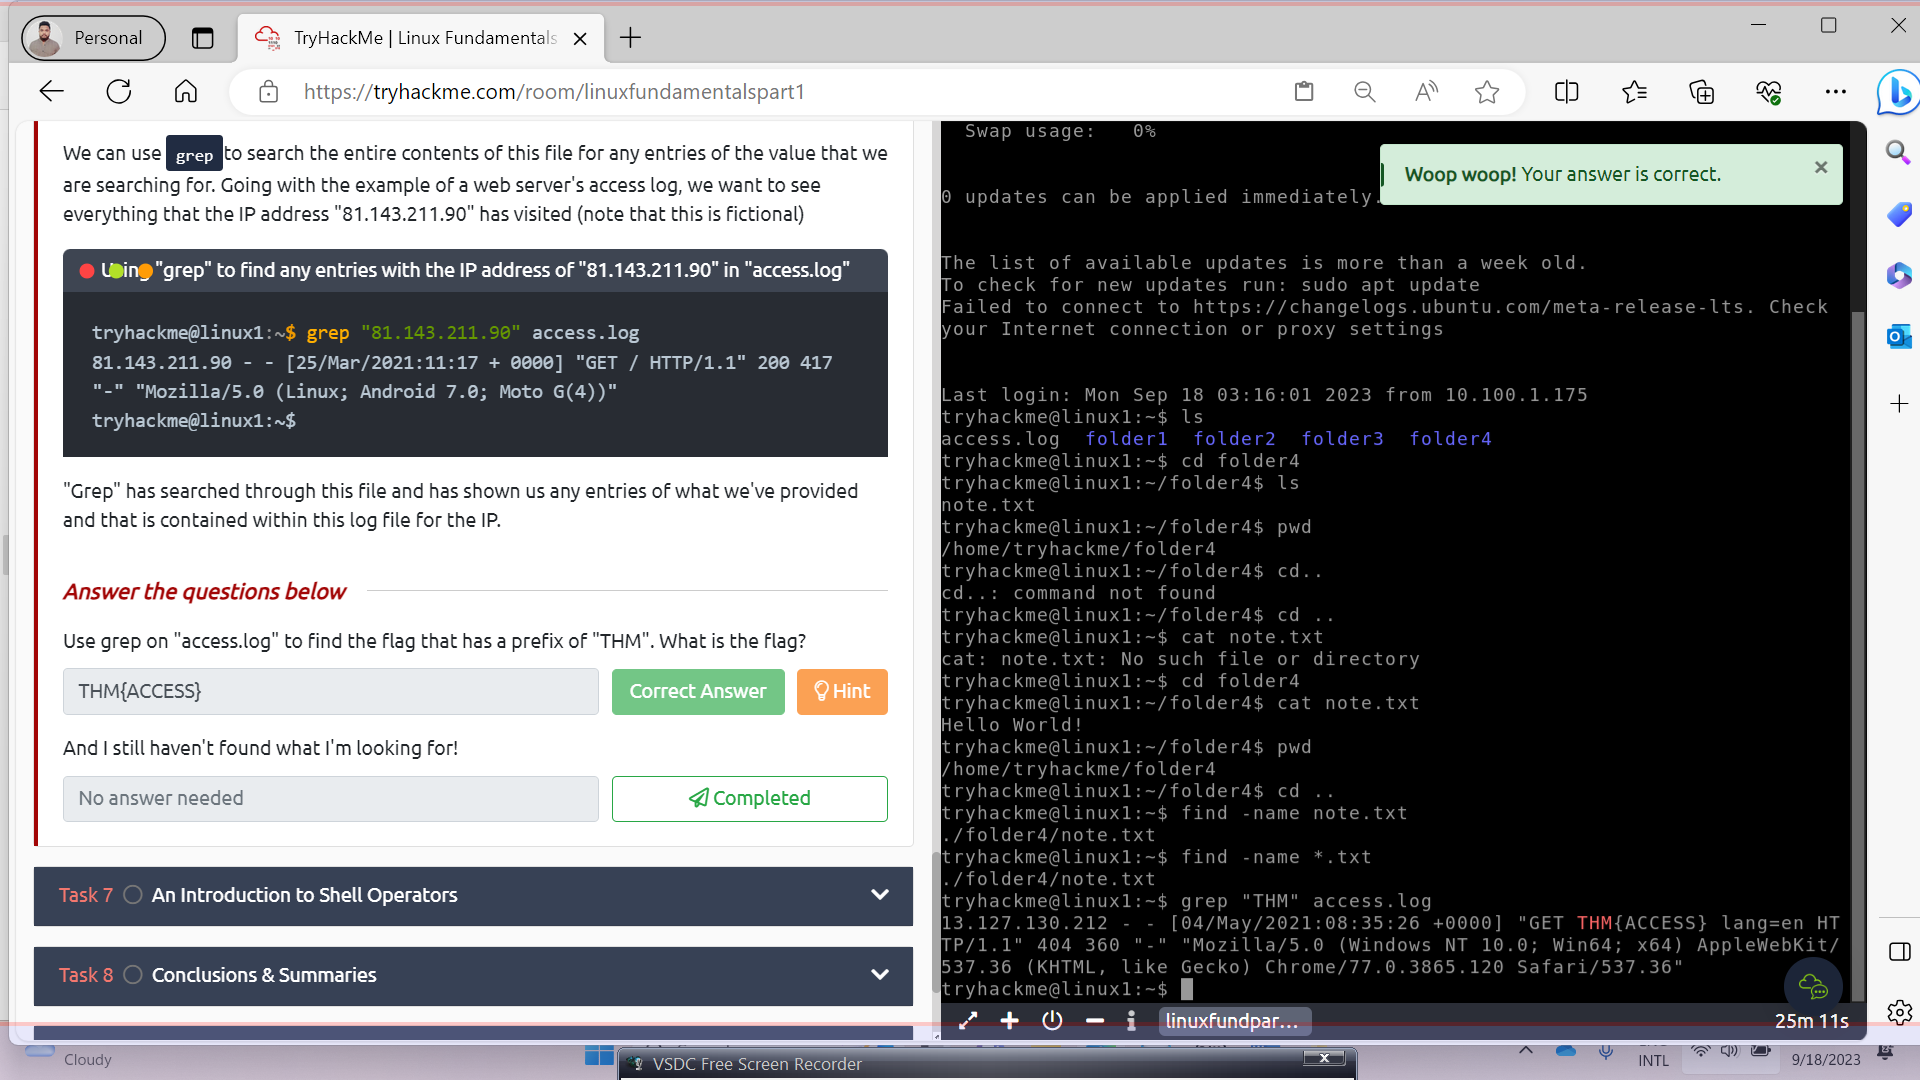 Personal
TryHackMe | Linux Fundamentals
https://tryhackme.com/room/linuxfundamentalspart1
We can use grep to search the entire contents of this file for any entries of the value that we
are searching for. Going with the example of a web server's access log, we want to see
everything that the IP address "81.143.211.90" has visited (note that this is fictional)
Using "grep" to find any entries with the IP address of "81.143.211.90" in "access.log"
tryhackme@linux1:~$ grep "81.143.211.90" access.log
81.143.211.90 - - [25/Mar/2021:11:17 + 0000] "GET / HTTP/1.1" 200 417
"-" "Mozilla/5.0 (Linux; Android 7.0; Moto G(4))"
tryhackme@linux1:~$
"Grep" has searched through this file and has shown us any entries of what we've provided
and that is contained within this log file for the IP.
Answer the questions below
Use grep on "access.log" to find the flag that has a prefix of "THM". What is the flag?
THM{ACCESS}
Correct Answer
Hint
And I still haven't found what I'm looking for!
No answer needed
Completed
Task 7 An Introduction to Shell Operators
Task 8 Conclusions & Summaries
Swap usage:   0%
Woop woop! Your answer is correct.
0 updates can be applied immediately.
The list of available updates is more than a week old.
To check for new updates run: sudo apt update
Failed to connect to https://changelogs.ubuntu.com/meta-release-lts. Check
your Internet connection or proxy settings
Last login: Mon Sep 18 03:16:01 2023 from 10.100.1.175
tryhackme@linux1:~$ ls
access.log  folder1  folder2  folder3  folder4
tryhackme@linux1:~$ cd folder4
tryhackme@linux1:~/folder4$ ls
note.txt
tryhackme@linux1:~/folder4$ pwd
/home/tryhackme/folder4
tryhackme@linux1:~/folder4$ cd..
cd..: command not found
tryhackme@linux1:~/folder4$ cd ..
tryhackme@linux1:~$ cat note.txt
cat: note.txt: No such file or directory
tryhackme@linux1:~$ cd folder4
tryhackme@linux1:~/folder4$ cat note.txt
Hello World!
tryhackme@linux1:~/folder4$ pwd
/home/tryhackme/folder4
tryhackme@linux1:~/folder4$ cd ..
tryhackme@linux1:~$ find -name note.txt
./folder4/note.txt
tryhackme@linux1:~$ find -name *.txt
./folder4/note.txt
tryhackme@linux1:~$ grep "THM" access.log
13.127.130.212 - - [04/May/2021:08:35:26 +0000] "GET THM{ACCESS} lang=en HT
TP/1.1" 404 360 "-" "Mozilla/5.0 (Windows NT 10.0; Win64; x64) AppleWebKit/
537.36 (KHTML, like Gecko) Chrome/77.0.3865.120 Safari/537.36"
tryhackme@linux1:~$
linuxfundpar...
25m 11s
Cloudy
VSDC Free Screen Recorder
INTL
9/18/2023